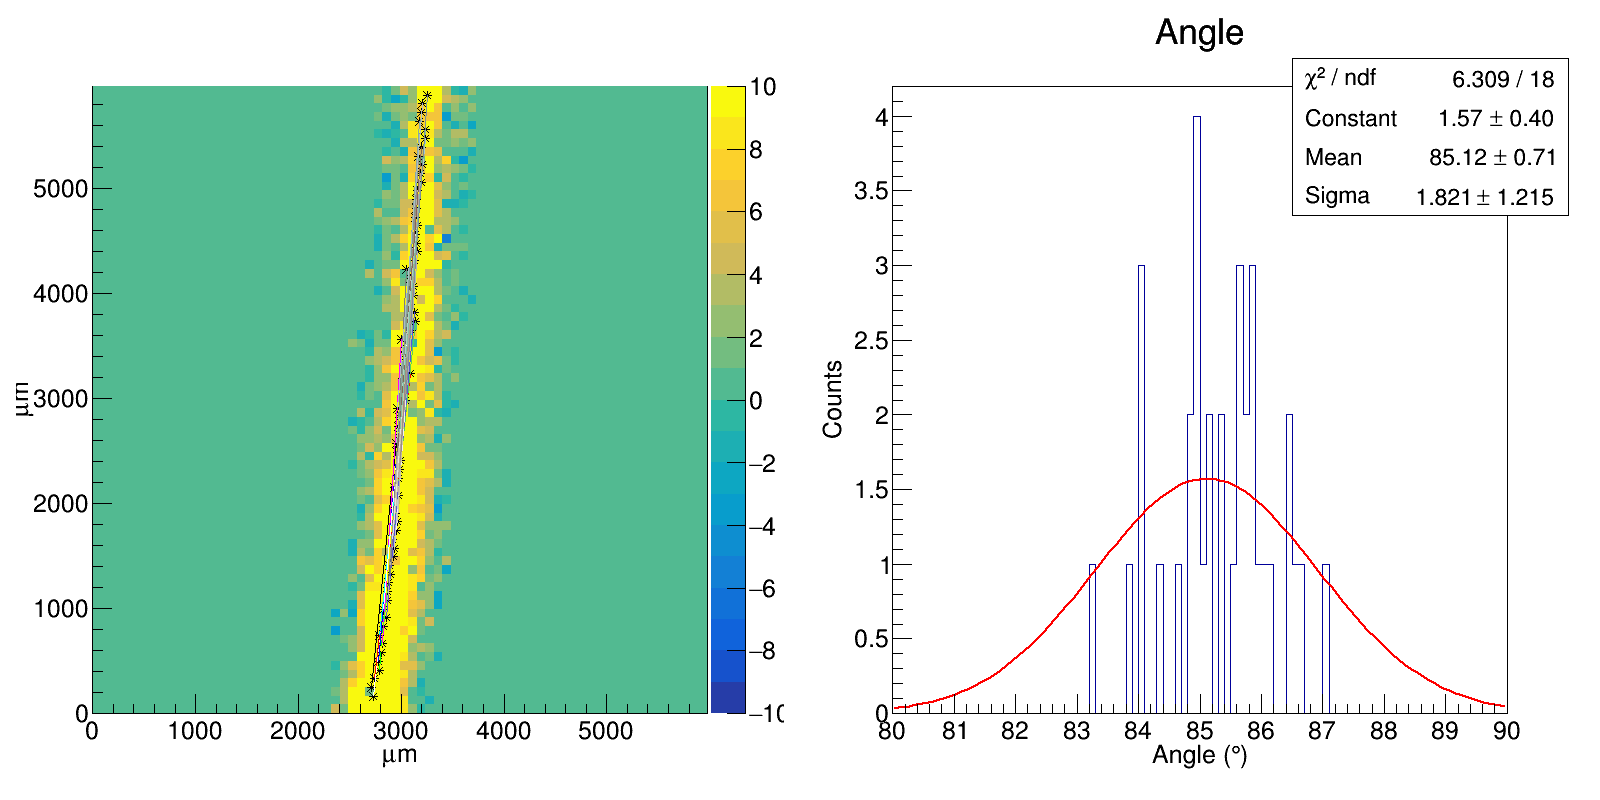 Angle
χ² / ndf 6.309 / 18
Constant 1.57 ± 0.40
Mean 85.12 ± 0.71
Sigma 1.821 ± 1.215
μm
5000
4000
3000
2000
1000
0
0 1000 2000 3000 4000 5000
μm
10
8
6
4
2
0
−2
−4
−6
−8
−10
Counts
4
3.5
3
2.5
2
1.5
1
0.5
0
80 81 82 83 84 85 86 87 88 89 90
Angle (°)